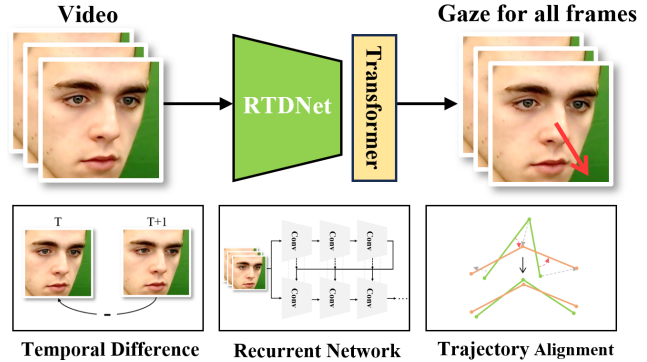 Video
Gaze for all frames
RTDNet
Transformer
T
T+1
-
Conv
Conv
Conv
Conv
Conv
Conv
Temporal Difference
Recurrent Network
Trajectory Alignment